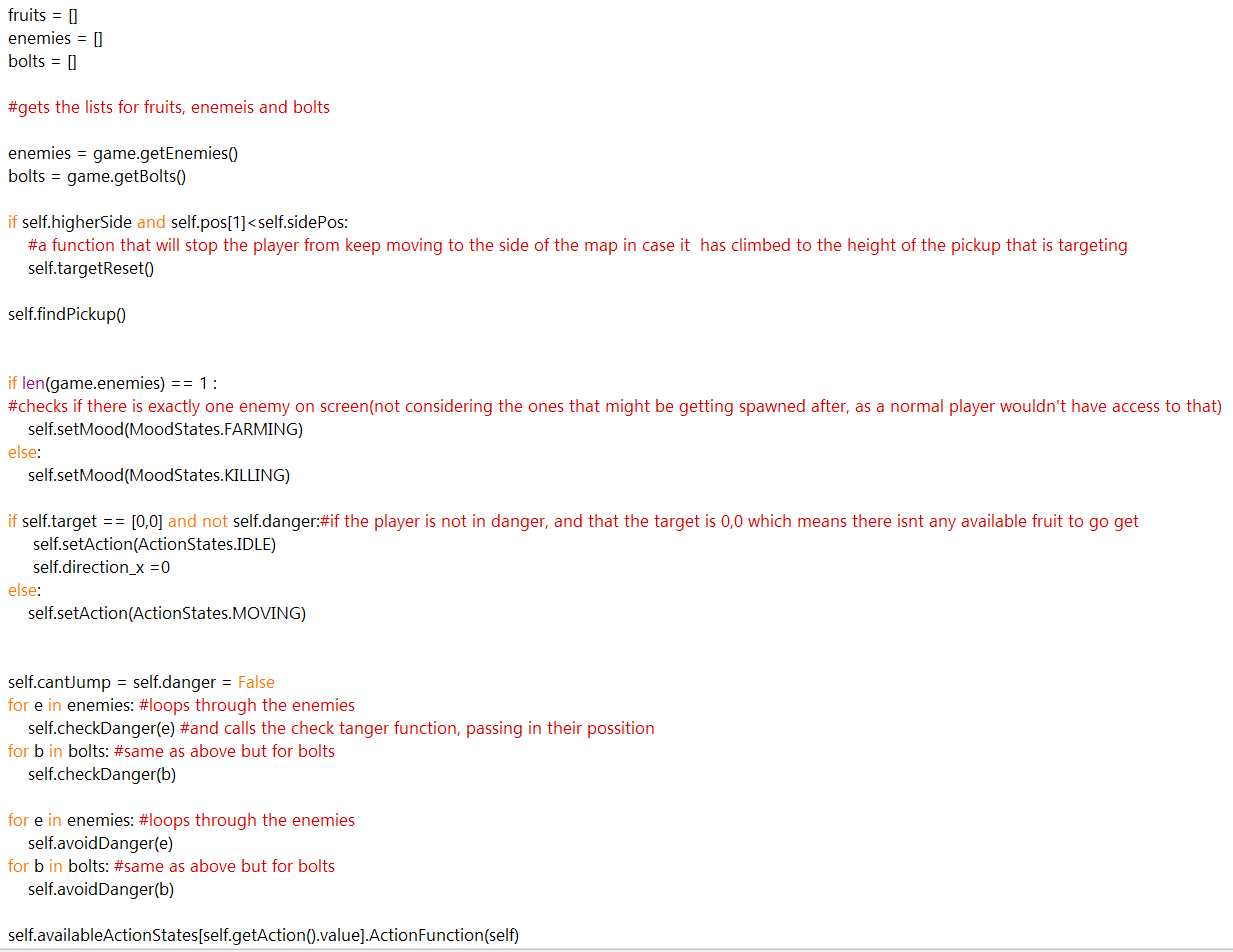 fruits = []
enemies = []
bolts = []
#gets the lists for fruits, enemeis and bolts
enemies = game.getEnemies()
bolts = game.getBolts()
if self.higherSide and self.pos[1]<self.sidePos:
#a function that will stop the player from keep moving to the side of the map in case it  has climbed to the height of the pickup that is targeting
self.targetReset()
self.findPickup()
if len(game.enemies) == 1 :
#checks if there is exactly one enemy on screen(not considering the ones that might be getting spawned after, as a normal player wouldn't have access to that)
self.setMood(MoodStates.FARMING)
else:
self.setMood(MoodStates.KILLING)
if self.target == [0,0] and not self.danger:#if the player is not in danger, and that the target is 0,0 which means there isnt any available fruit to go get
self.setAction(ActionStates.IDLE)
self.direction_x =0
else:
self.setAction(ActionStates.MOVING)
self.cantJump = self.danger = False
for e in enemies: #loops through the enemies
self.checkDanger(e) #and calls the check tanger function, passing in their possition
for b in bolts: #same as above but for bolts
self.checkDanger(b)
for e in enemies: #loops through the enemies
self.avoidDanger(e)
for b in bolts: #same as above but for bolts
self.avoidDanger(b)
self.availableActionStates[self.getAction().value].ActionFunction(self)